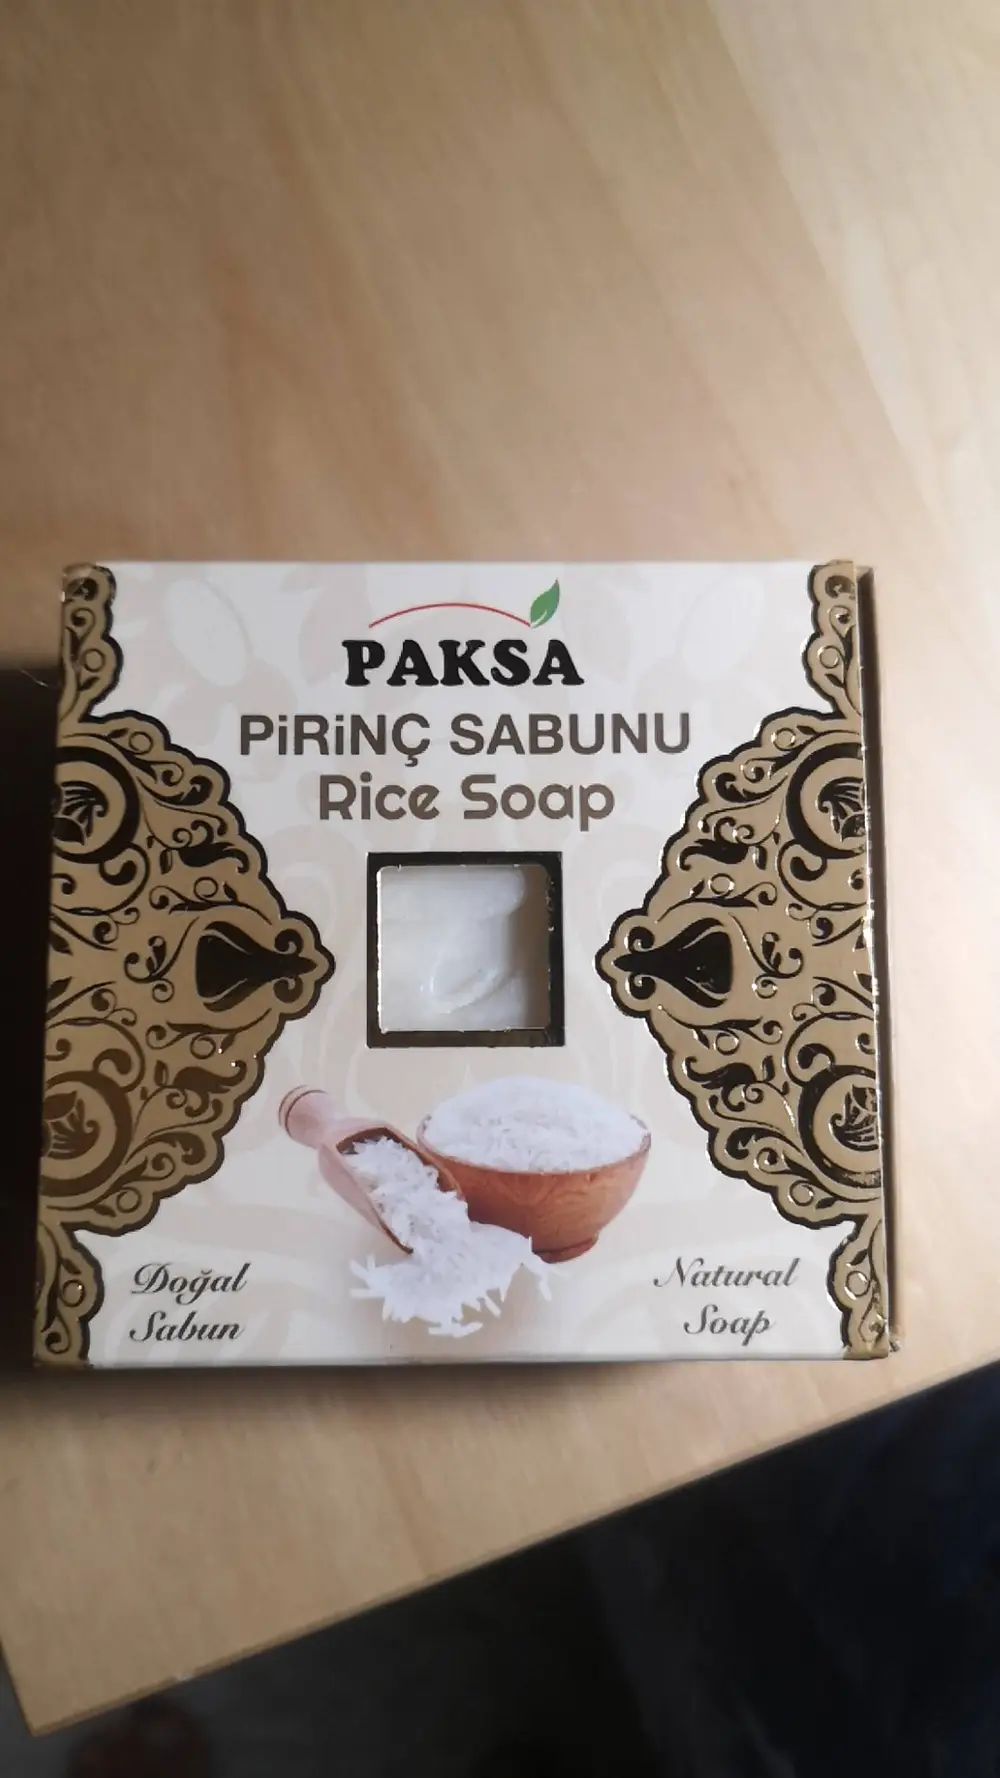 PAKSA
PiRiNÇ SABUNU
Rice Soap
Doğal
Sabun
Natural
Soap